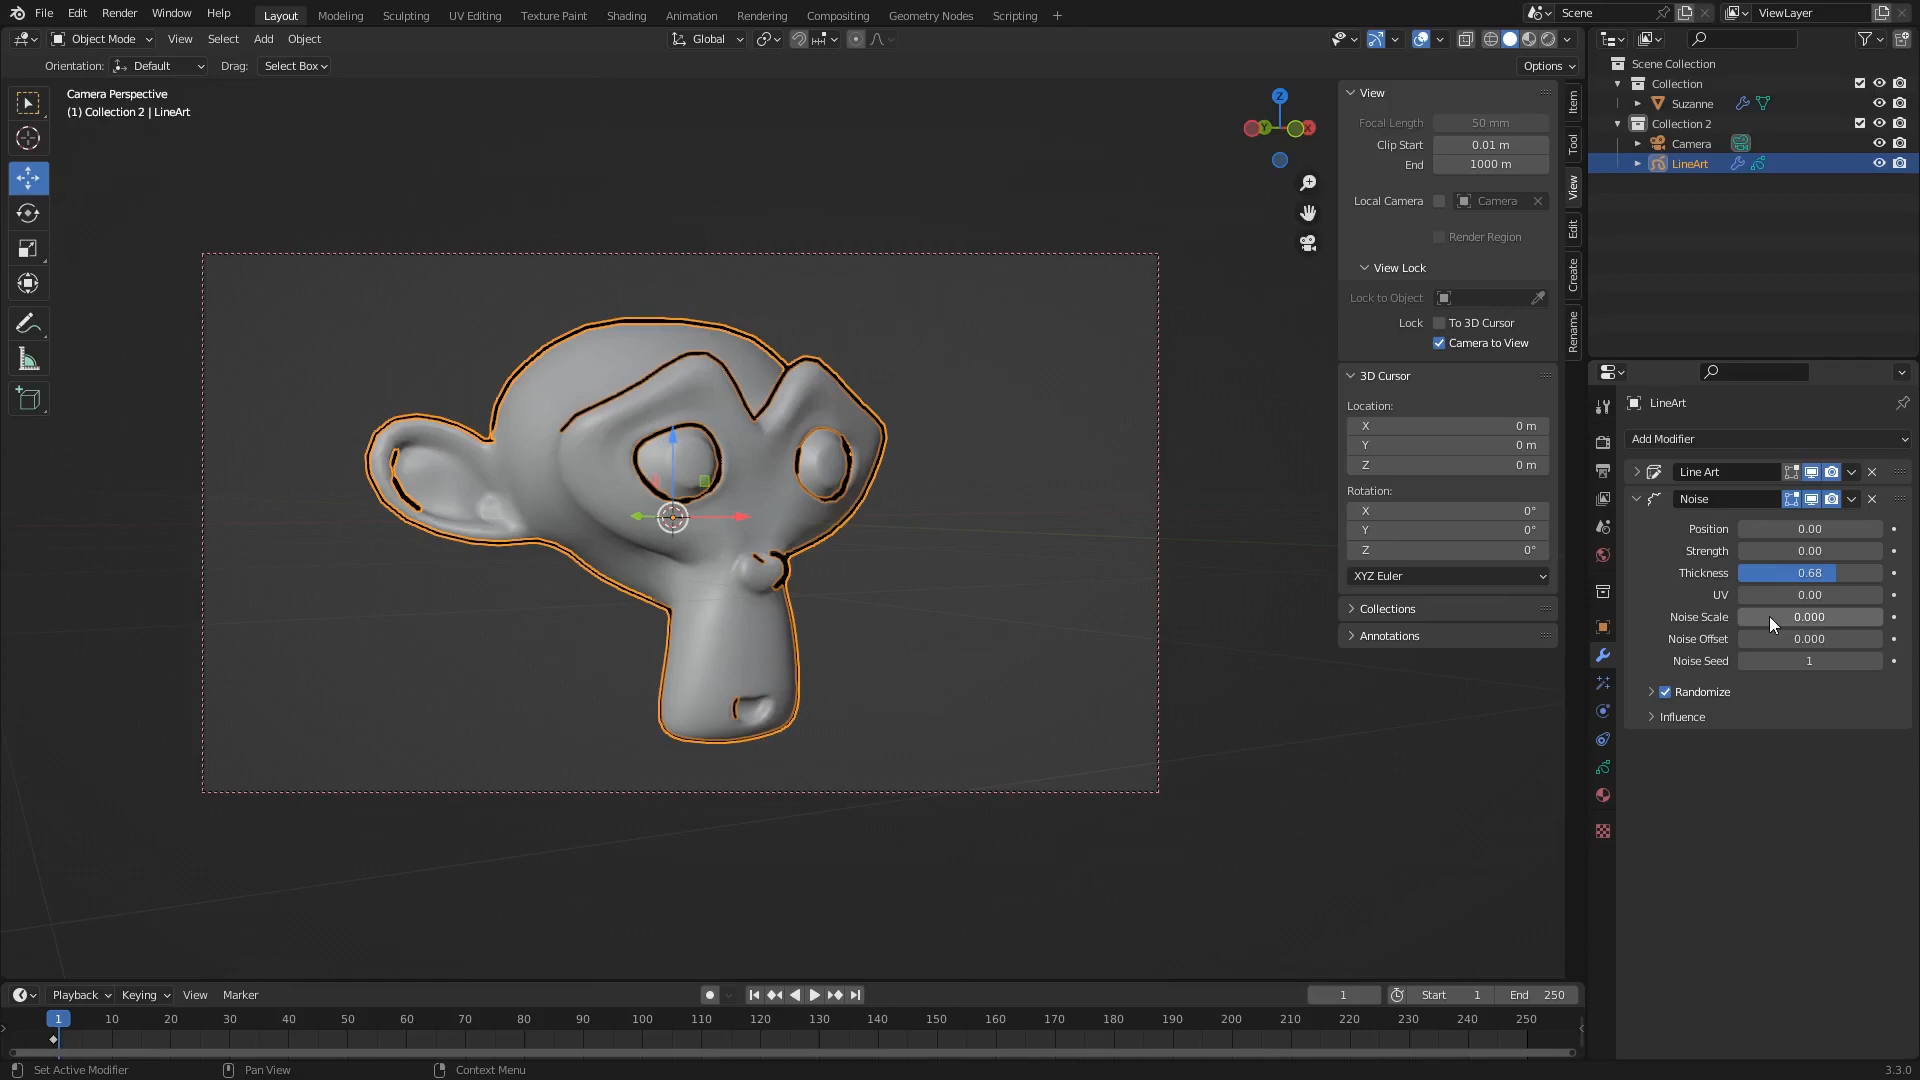 File Edit Render Window Help Layout Modeling Sculpting UV Editing Texture Paint Shading Animation Rendering Compositing Geometry Nodes Scripting + Scene ViewLayer
Object Mode View Select Add Object Global
Orientation: Default Drag: Select Box Options
Camera Perspective
(1) Collection 2 | LineArt
Z
Y
X
View
Focal Length 50 mm
Clip Start 0.01 m
End 1000 m
Local Camera Camera
Render Region
View Lock
Lock to Object
Lock To 3D Cursor
Camera to View
3D Cursor
Location:
X 0 m
Y 0 m
Z 0 m
Rotation:
X 0°
Y 0°
Z 0°
XYZ Euler
Collections
Annotations
Item
Tool
View
Edit
Create
Rename
Scene Collection
Collection
Suzanne
Collection 2
Camera
LineArt
LineArt
Add Modifier
Line Art
Noise
Position 0.00
Strength 0.00
Thickness 0.68
UV 0.00
Noise Scale 0.000
Noise Offset 0.000
Noise Seed 1
Randomize
Influence
Playback Keying View Marker 1 Start 1 End 250
1 10 20 30 40 50 60 70 80 90 100 110 120 130 140 150 160 170 180 190 200 210 220 230 240 250
Set Active Modifier Pan View Context Menu 3.3.0